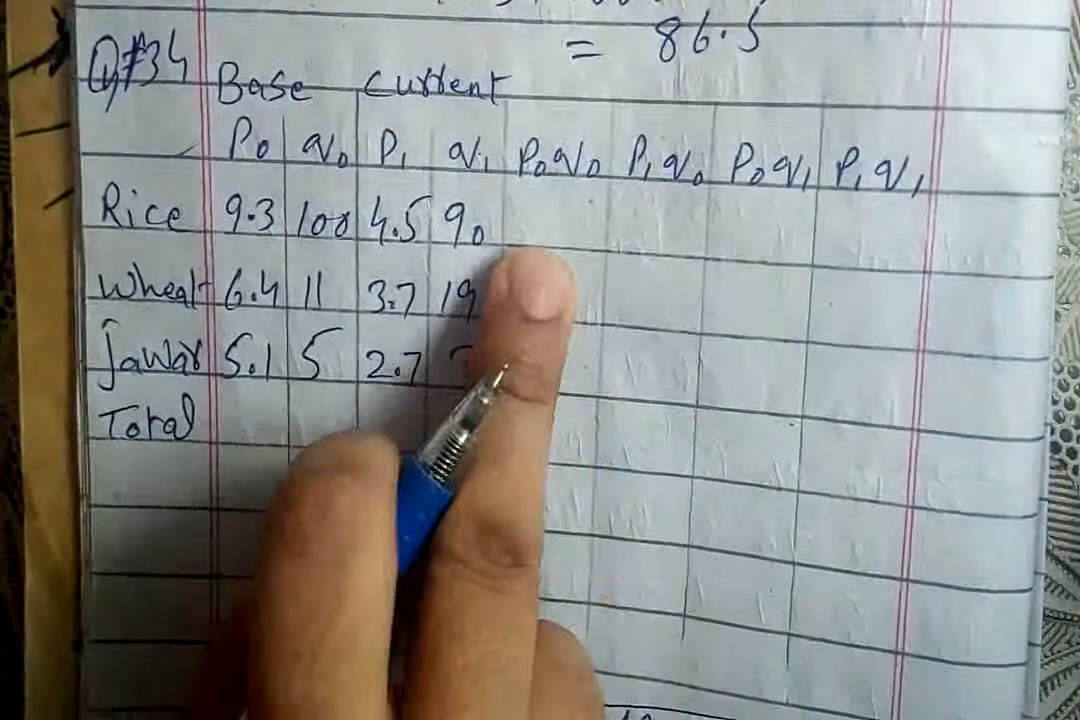 = 86.5
Q#34 Base Current
P₀ q₀ P₁ q₁ P₀q₀ P₁q₀ P₀q₁ P₁q₁
Rice 9.3 100 4.5 90
Wheat 6.4 11 3.7 19
Jawar 5.1 5 2.7
Total